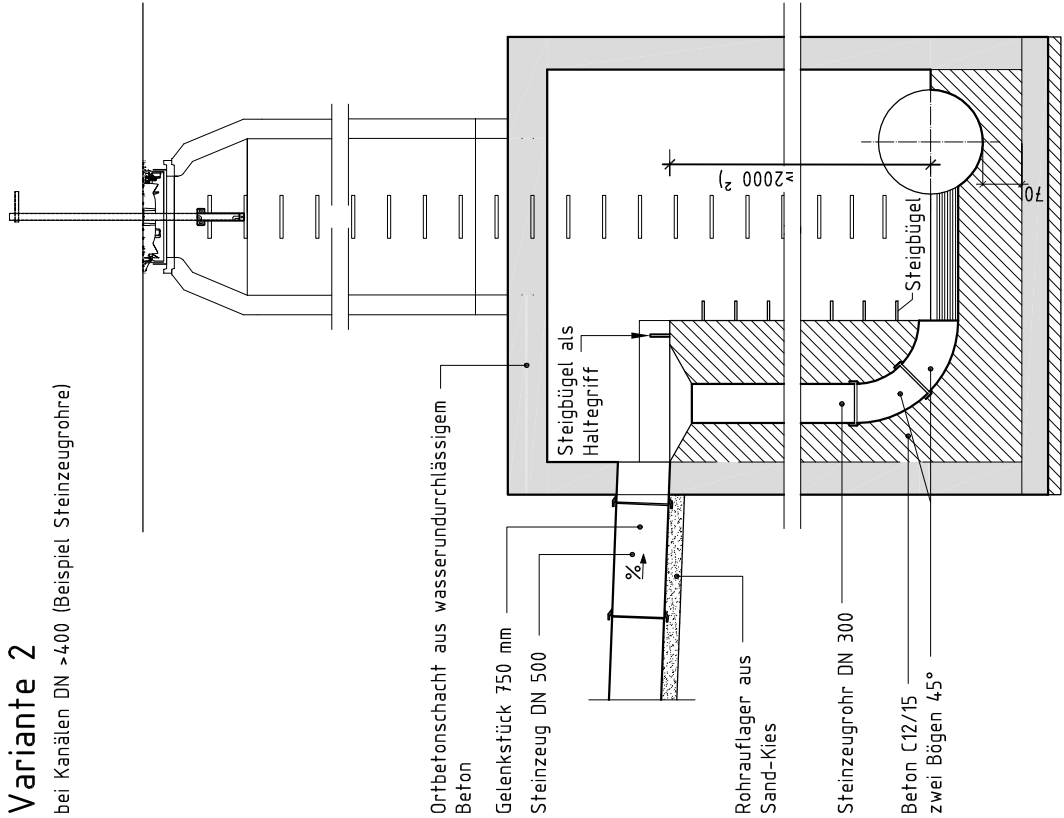 Variante 2
bei Kanälen DN >400 (Beispiel Steinzeugrohre)
Ortbetonschacht aus wasserundurchlässigem
Beton
Gelenkstück 750 mm
Steinzeug DN 500
%
Steigbügel als
Haltegriff
≥2000 ²⁾
Steigbügel
70
Rohrauflager aus
Sand-Kies
Steinzeugrohr DN 300
Beton C12/15
zwei Bögen 45°